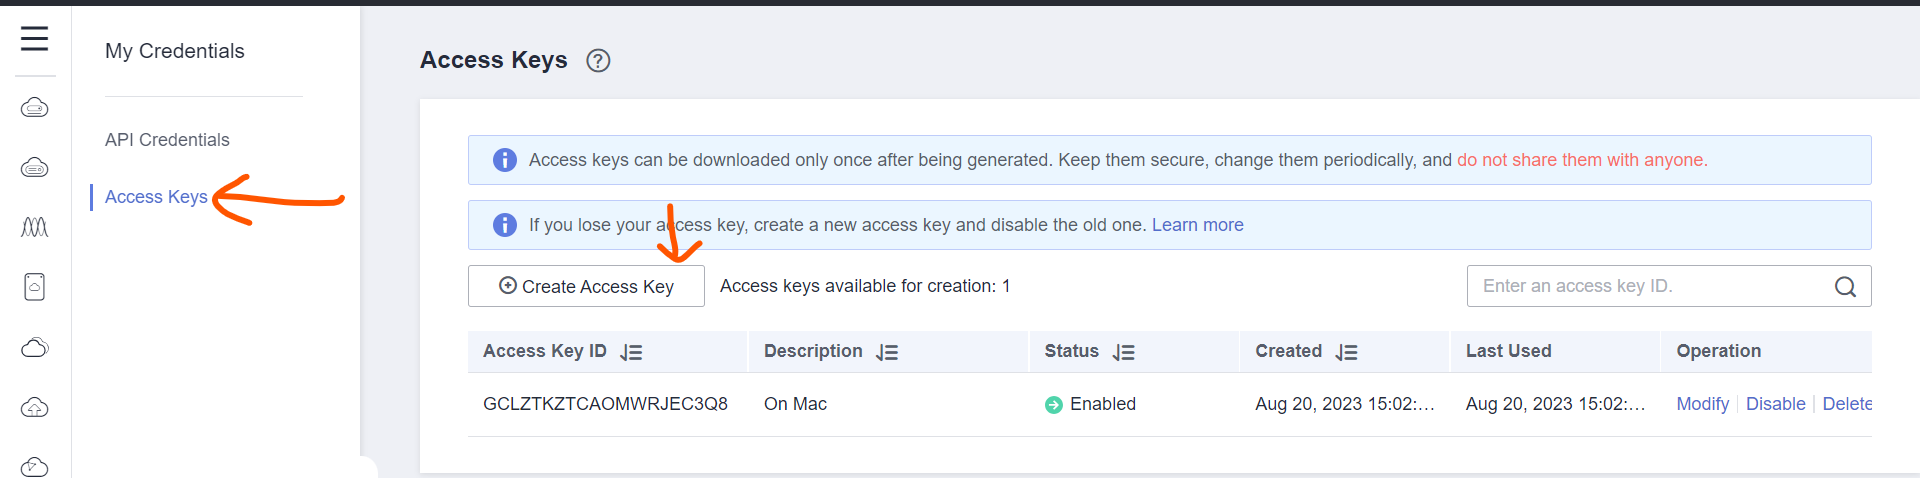 My Credentials
API Credentials
Access Keys
Access Keys ?
Access keys can be downloaded only once after being generated. Keep them secure, change them periodically, and do not share them with anyone.
If you lose your access key, create a new access key and disable the old one. Learn more
Create Access Key Access keys available for creation: 1 Enter an access key ID.
Access Key ID Description Status Created Last Used Operation
GCLZTKZTCAOMWRJEC3Q8 On Mac Enabled Aug 20, 2023 15:02:... Aug 20, 2023 15:02:... Modify Disable Delete